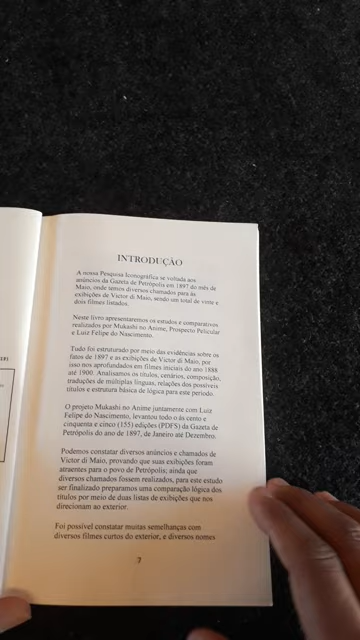 INTRODUÇÃO
A nossa Pesquisa Iconográfica se voltada aos
anúncios da Gazeta de Petrópolis em 1897 do mês de
Maio, onde temos diversos chamados para às
exibições de Victor di Maio, sendo um total de vinte e
dois filmes listados.
Neste livro apresentaremos os estudos e comparativos
realizados por Mukashi no Anime, Prospecto Pelicular
e Luiz Felipe do Nascimento.
Tudo foi estruturado por meio das evidências sobre os
fatos de 1897 e as exibições de Victor di Maio, por
isso nos aprofundados em filmes iniciais do ano 1888
até 1900. Analisamos os títulos, cenários, composição,
traduções de múltiplas línguas, relações dos possíveis
títulos e estrutura básica de lógica para este período.
O projeto Mukashi no Anime juntamente com Luiz
Felipe do Nascimento, levantou todo ô às cento e
cinquenta e cinco (155) edições (PDFS) da Gazeta de
Petrópolis do ano de 1897, de Janeiro até Dezembro.
Podemos constatar diversos anúncios e chamados de
Victor di Maio, provando que suas exibições foram
atraentes para o povo de Petrópolis; ainda que
diversos chamados fossem realizados, para este estudo
ser finalizado preparamos uma comparação lógica dos
títulos por meio de duas listas de exibições que nos
direcionam ao exterior.
Foi possível constatar muitas semelhanças com
diversos filmes curtos do exterior, e diversos nomes
7